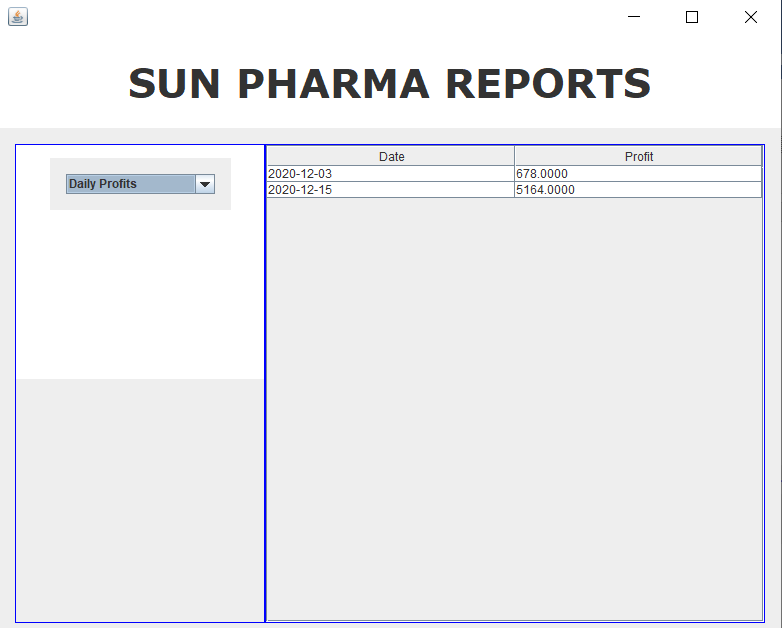 SUN PHARMA REPORTS
Daily Profits
Date Profit
2020-12-03 678.0000
2020-12-15 5164.0000